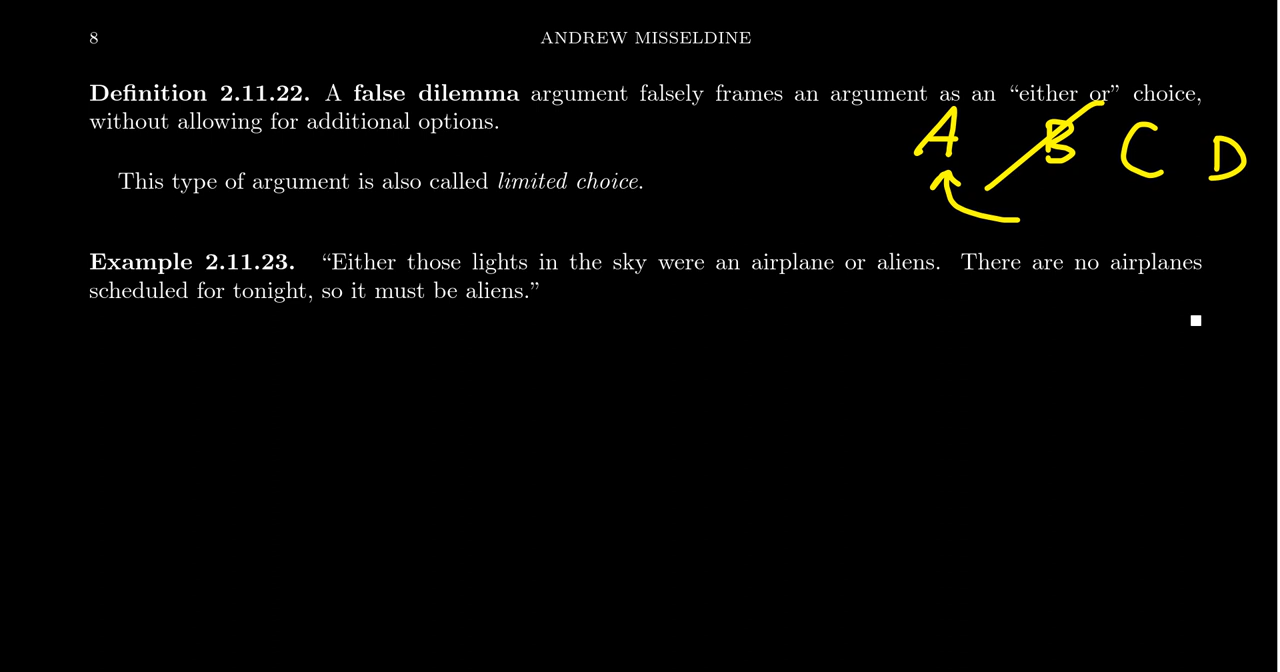 8 ANDREW MISSELDINE
Definition 2.11.22. A false dilemma argument falsely frames an argument as an “either or” choice,
without allowing for additional options.
A B C D
This type of argument is also called limited choice.
Example 2.11.23. “Either those lights in the sky were an airplane or aliens. There are no airplanes
scheduled for tonight, so it must be aliens.”